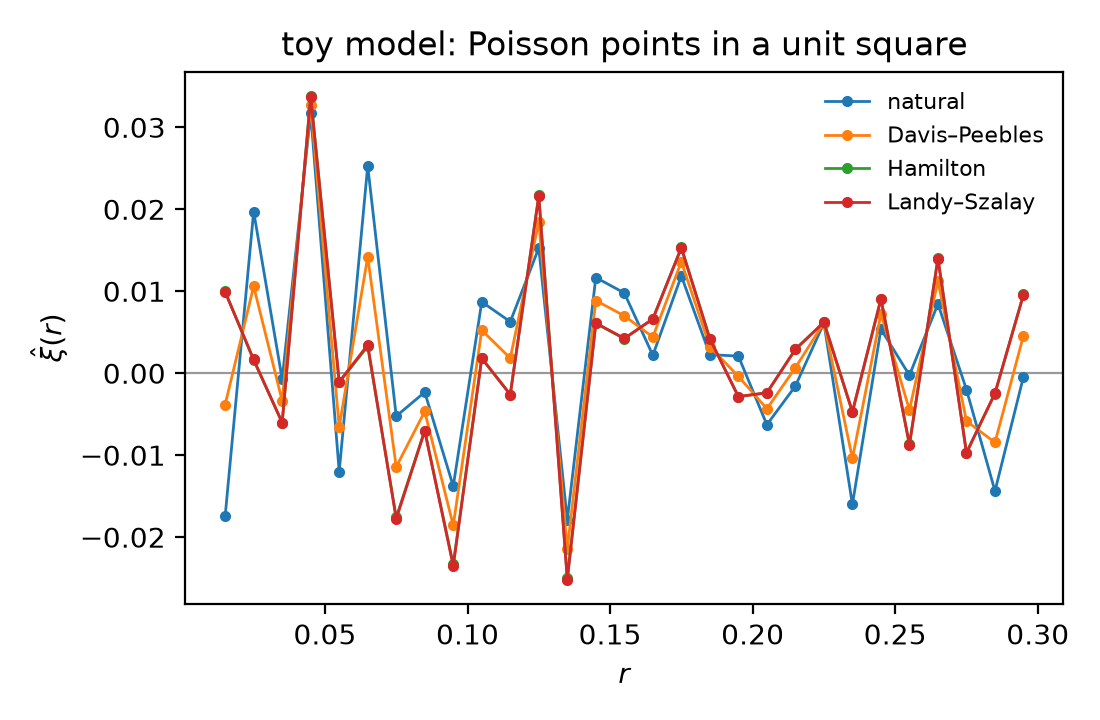 toy model: Poisson points in a unit square
natural
Davis–Peebles
Hamilton
Landy–Szalay
0.03
0.02
0.01
0.00
−0.01
−0.02
ξ̂(r)
0.05 0.10 0.15 0.20 0.25 0.30
r